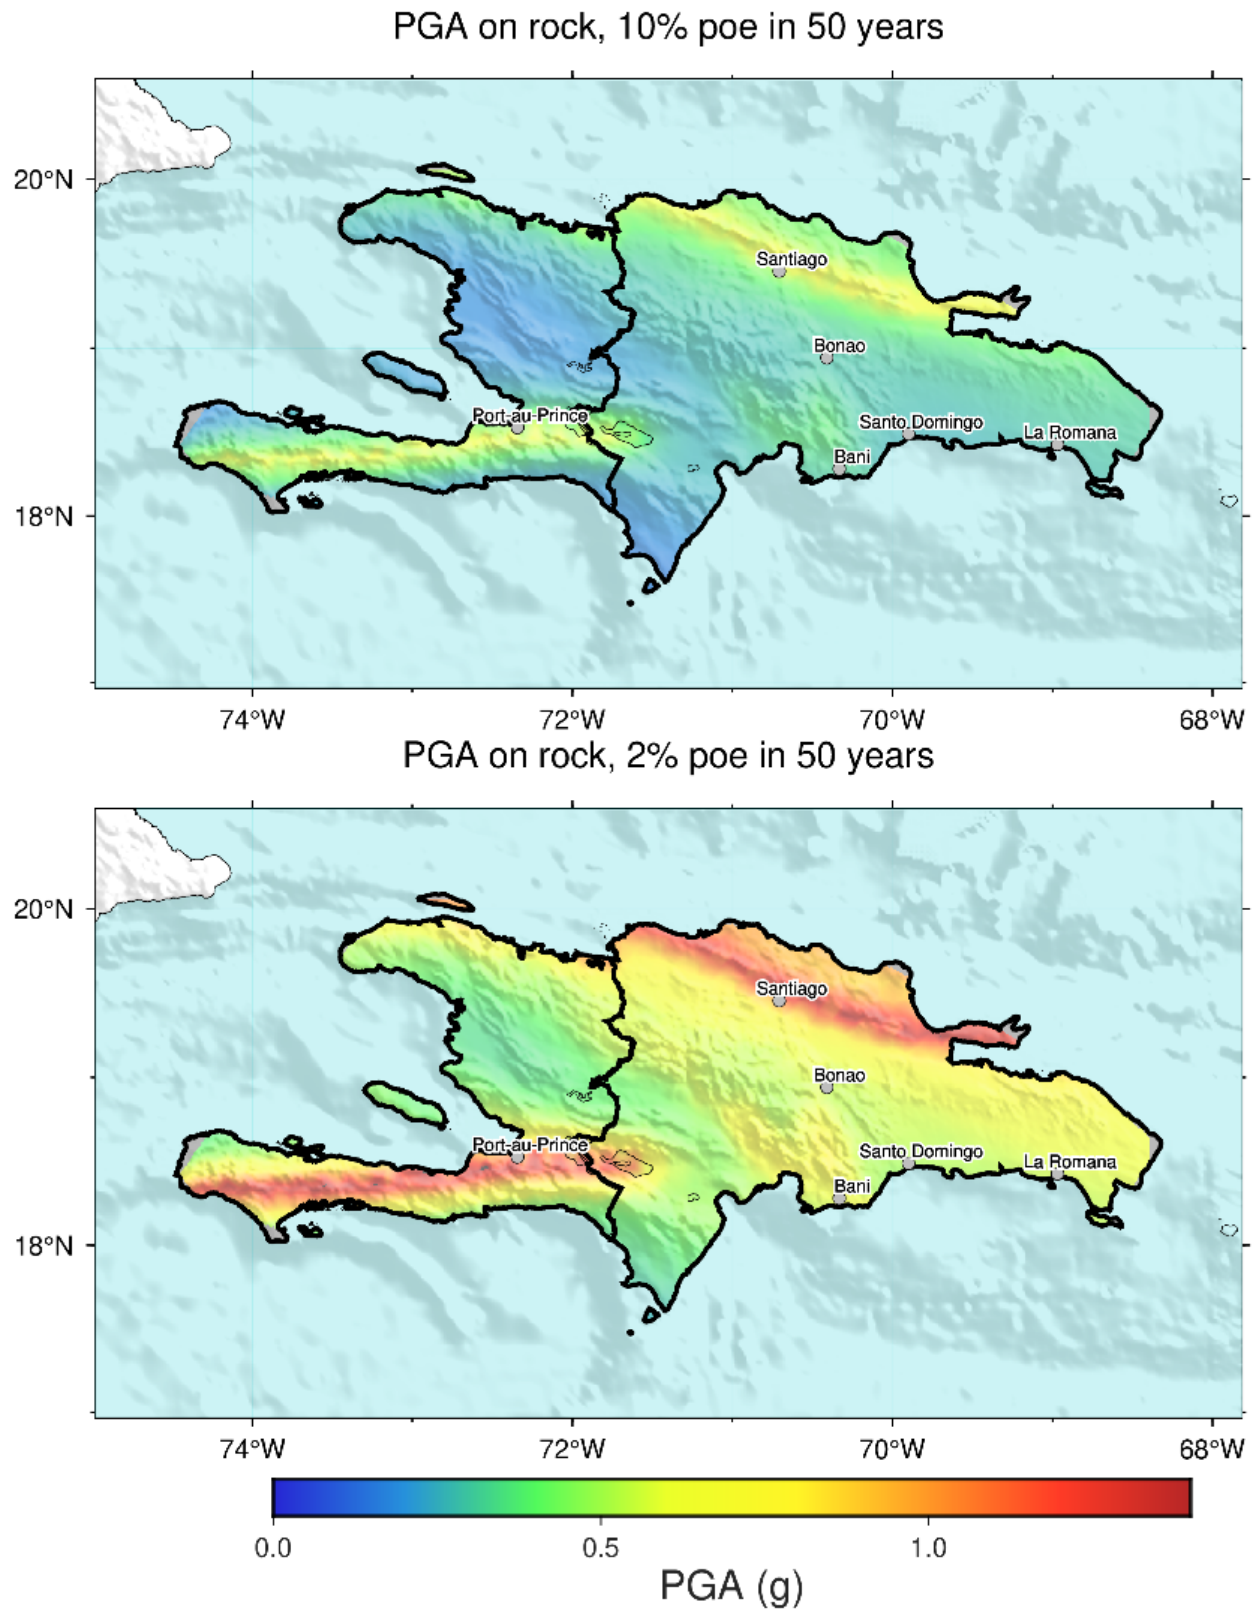 PGA on rock, 10% poe in 50 years
20°N
Santiago
Bonao
Port-au-Prince
Santo Domingo
La Romana
Bani
18°N
74°W 72°W 70°W 68°W
PGA on rock, 2% poe in 50 years
20°N
Santiago
Bonao
Port-au-Prince
Santo Domingo
La Romana
Bani
18°N
74°W 72°W 70°W 68°W
0.0 0.5 1.0
PGA (g)